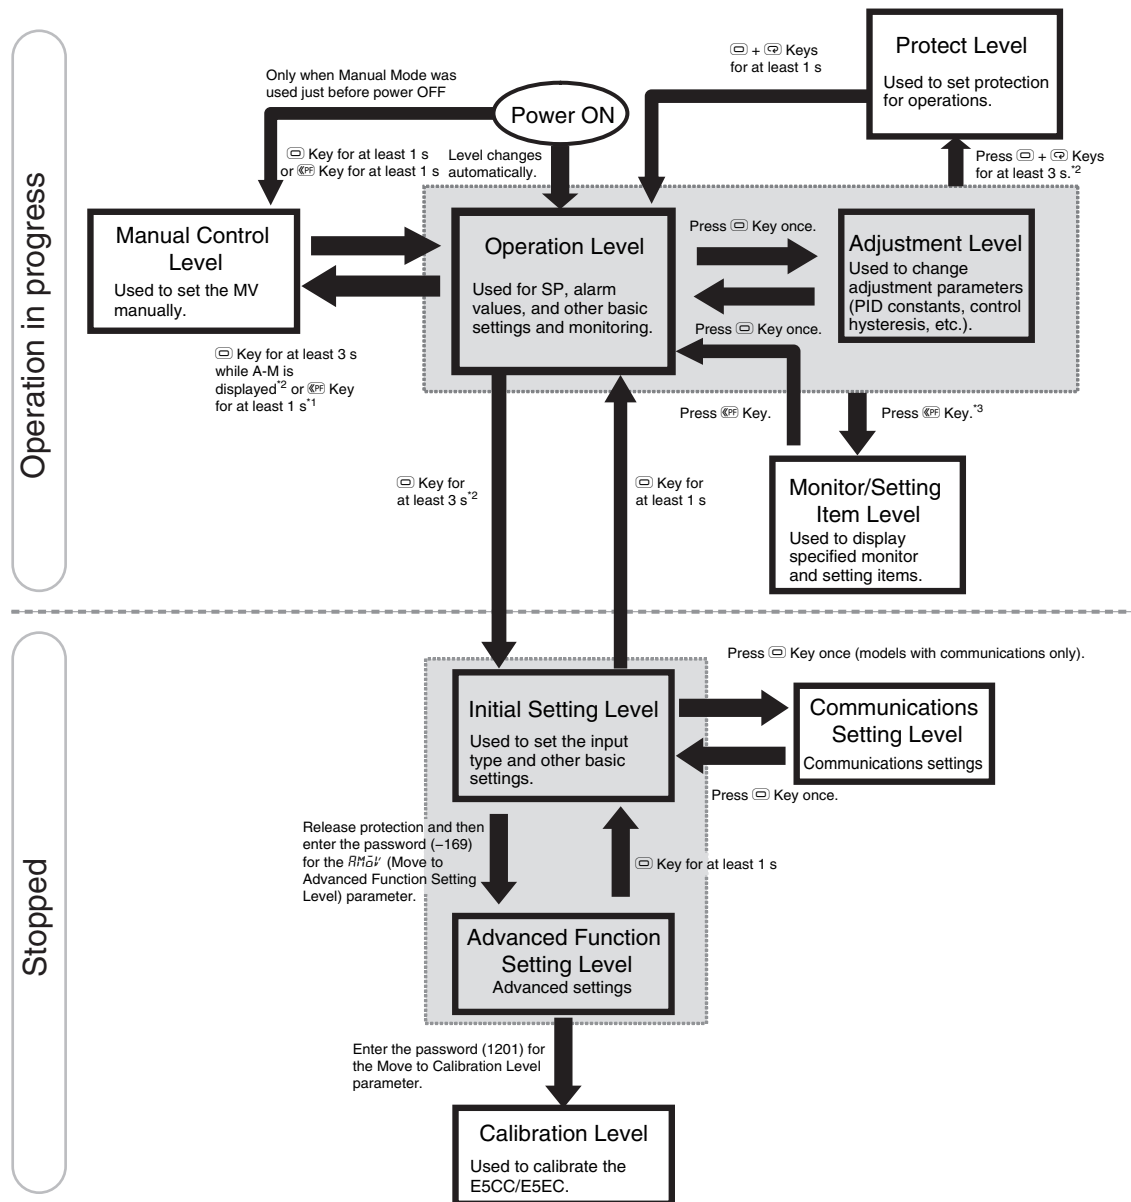 Operation in progress
Only when Manual Mode was
used just before power OFF
Power ON
+ Keys
for at least 1 s
Protect Level
Used to set protection
for operations.
Key for at least 1 s
or PF Key for at least 1 s
Level changes
automatically.
Press + Keys
for at least 3 s.*2
Manual Control
Level
Used to set the MV
manually.
Operation Level
Used for SP, alarm
values, and other basic
settings and monitoring.
Press Key once.
Press Key once.
Adjustment Level
Used to change
adjustment parameters
(PID constants, control
hysteresis, etc.).
Key for at least 3 s
while A-M is
displayed*2 or PF Key
for at least 1 s*1
Press PF Key.
Press PF Key.*3
Key for
at least 3 s*2
Key for
at least 1 s
Monitor/Setting
Item Level
Used to display
specified monitor
and setting items.
Stopped
Initial Setting Level
Used to set the input
type and other basic
settings.
Press Key once (models with communications only).
Communications
Setting Level
Communications settings
Press Key once.
Release protection and then
enter the password (−169)
for the AMoV (Move to
Advanced Function Setting
Level) parameter.
Key for at least 1 s
Advanced Function
Setting Level
Advanced settings
Enter the password (1201) for
the Move to Calibration Level
parameter.
Calibration Level
Used to calibrate the
E5CC/E5EC.